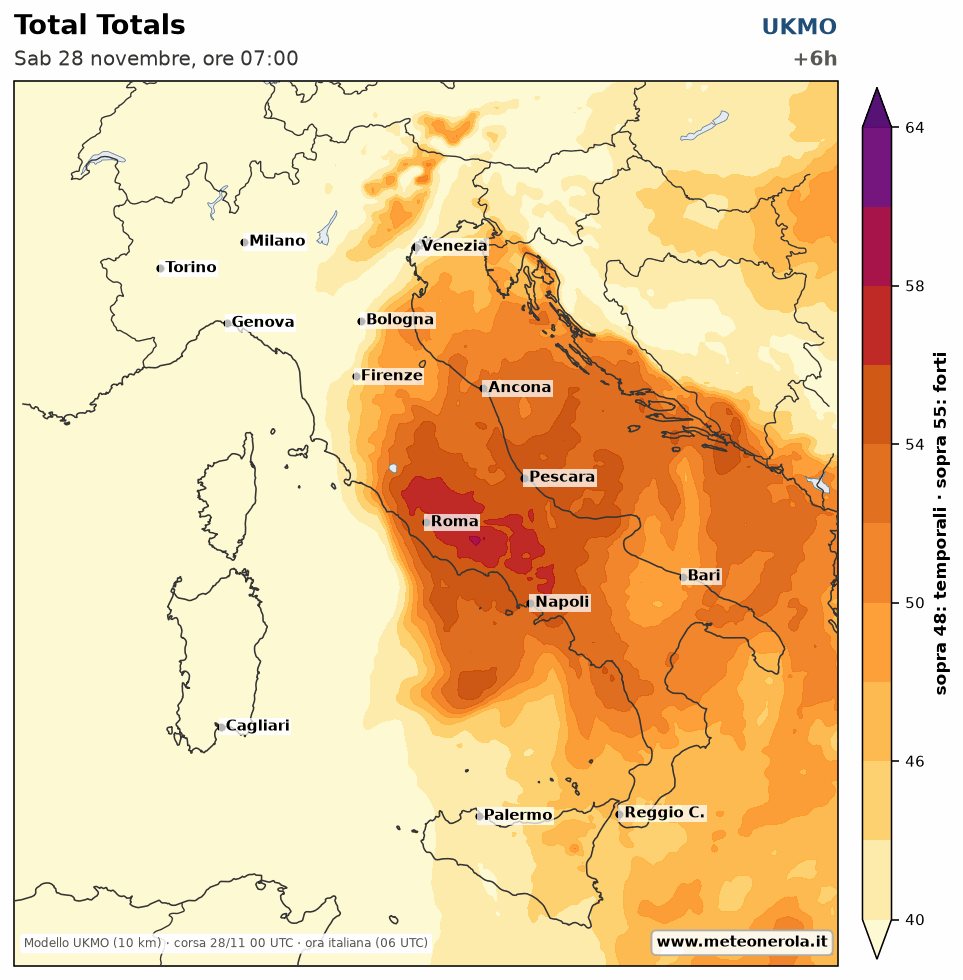 Total Totals
UKMO
Sab 28 novembre, ore 07:00
+6h
Milano
Venezia
Torino
Genova
Bologna
Firenze
Ancona
Pescara
Roma
Bari
Napoli
Cagliari
Palermo
Reggio C.
64
58
54
50
46
40
sopra 48: temporali · sopra 55: forti
Modello UKMO (10 km) · corsa 28/11 00 UTC · ora italiana (06 UTC)
www.meteonerola.it